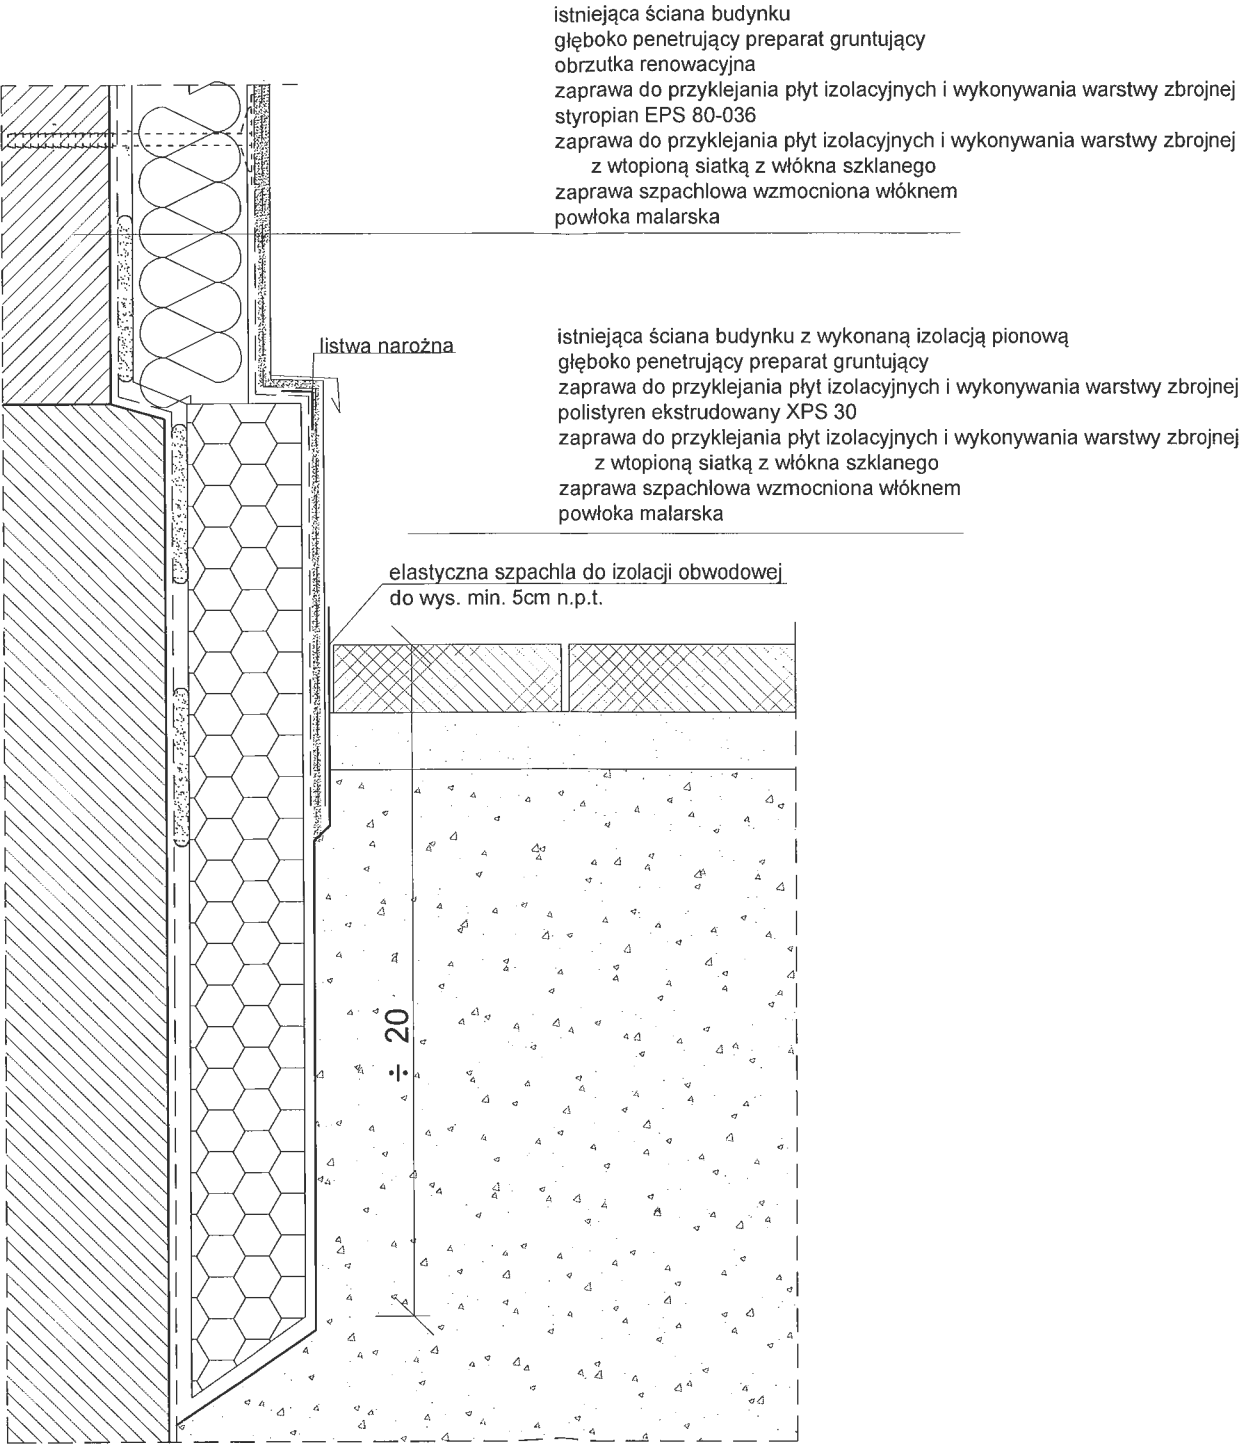 istniejąca ściana budynku
głęboko penetrujący preparat gruntujący
obrzutka renowacyjna
zaprawa do przyklejania płyt izolacyjnych i wykonywania warstwy zbrojnej
styropian EPS 80-036
zaprawa do przyklejania płyt izolacyjnych i wykonywania warstwy zbrojnej
z wtopioną siatką z włókna szklanego
zaprawa szpachlowa wzmocniona włóknem
powłoka malarska
listwa narożna
istniejąca ściana budynku z wykonaną izolacją pionową
głęboko penetrujący preparat gruntujący
zaprawa do przyklejania płyt izolacyjnych i wykonywania warstwy zbrojnej
polistyren ekstrudowany XPS 30
zaprawa do przyklejania płyt izolacyjnych i wykonywania warstwy zbrojnej
z wtopioną siatką z włókna szklanego
zaprawa szpachlowa wzmocniona włóknem
powłoka malarska
elastyczna szpachla do izolacji obwodowej
do wys. min. 5cm n.p.t.
÷ 20